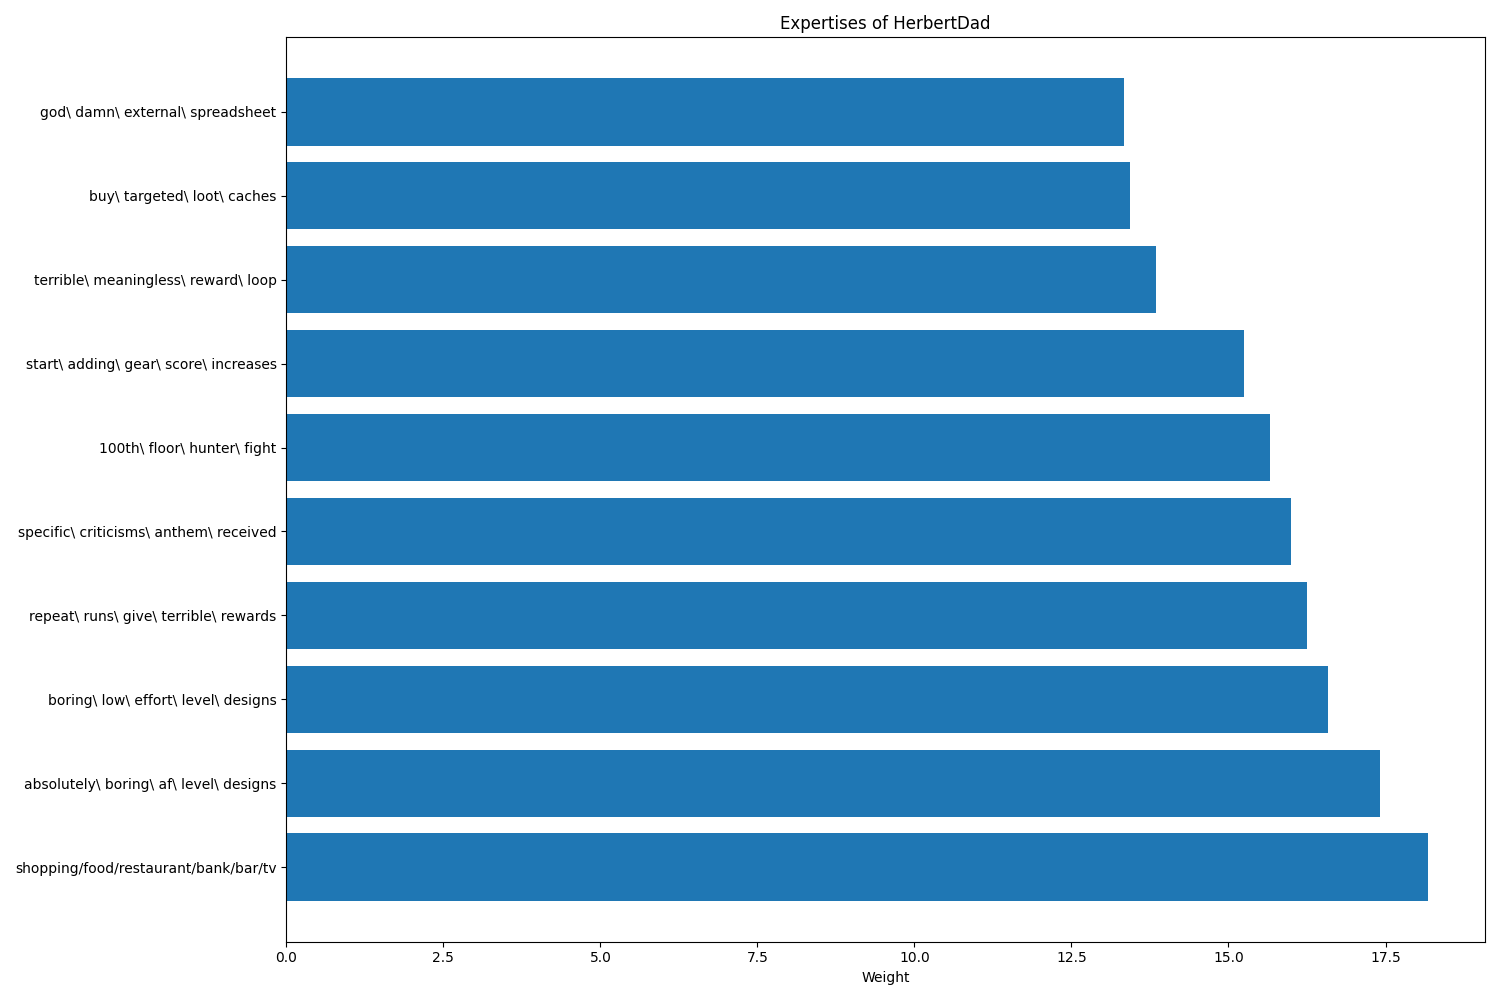 Expertises of HerbertDad
god\ damn\ external\ spreadsheet
buy\ targeted\ loot\ caches
terrible\ meaningless\ reward\ loop
start\ adding\ gear\ score\ increases
100th\ floor\ hunter\ fight
specific\ criticisms\ anthem\ received
repeat\ runs\ give\ terrible\ rewards
boring\ low\ effort\ level\ designs
absolutely\ boring\ af\ level\ designs
shopping/food/restaurant/bank/bar/tv
0.0 2.5 5.0 7.5 10.0 12.5 15.0 17.5
Weight